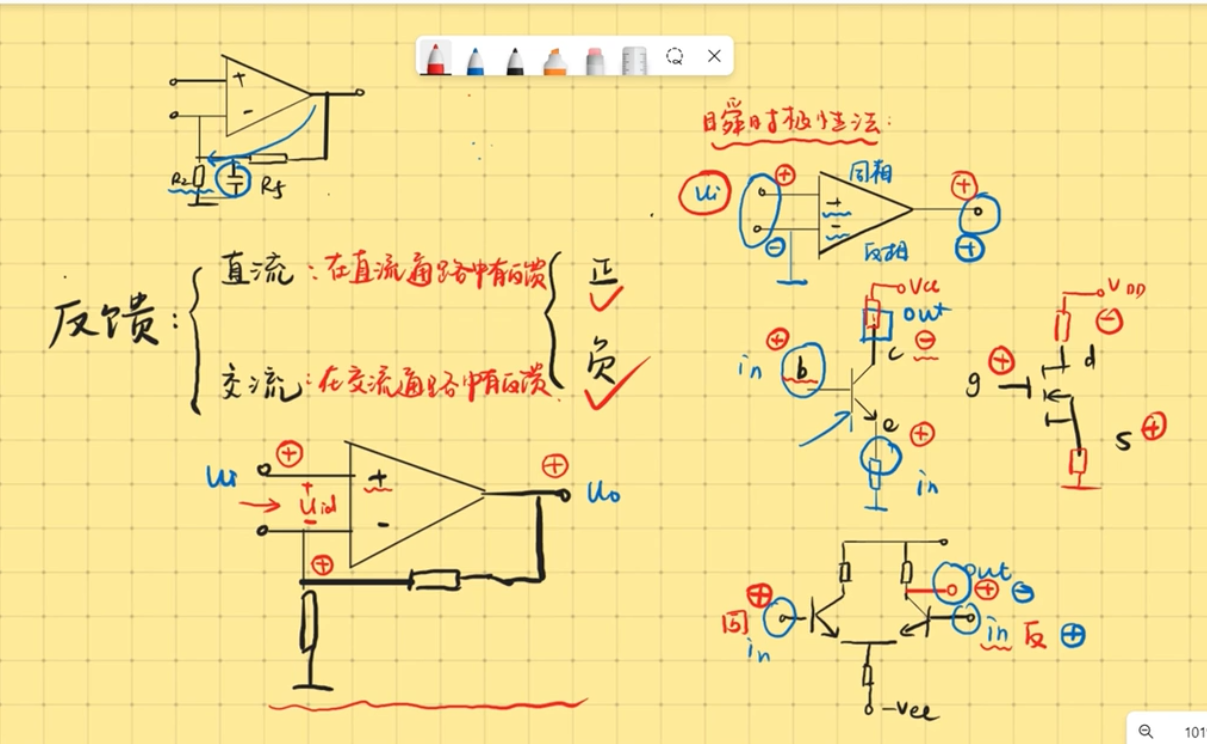 +
-
R2
Rf
瞬时极性法:
Ui
+
同相
+
+
-
-
反相
+
反馈:
直流:在直流通路中有反馈
交流:在交流通路中有反馈
正
负
Vcc
out
in
+
b
c
-
e
+
in
VDD
-
+
g
d
s
+
Ui
+
+
Uid
-
+
-
+
Uo
+
out
+
-
+
同
in
in
反
+
-Vee
101